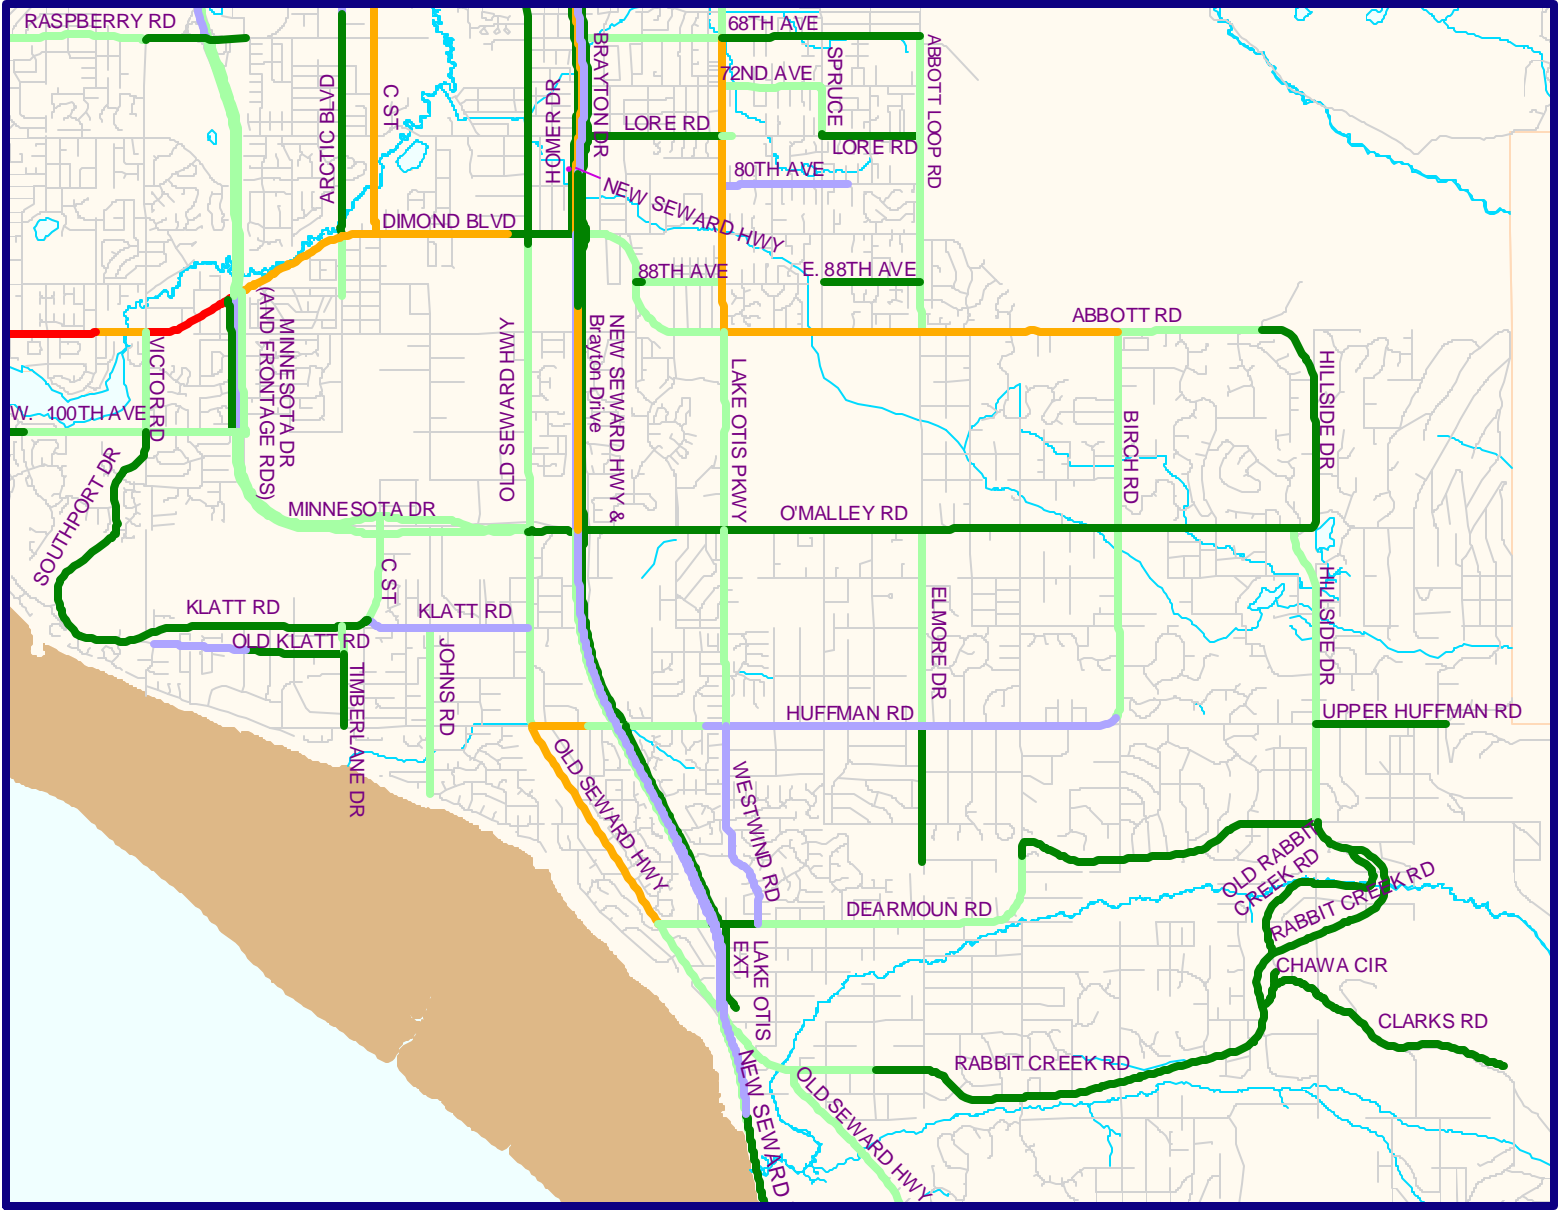 RASPBERRY RD
68TH AVE
ABBOTT LOOP RD
BRAYTON DR
SPRUCE
72ND AVE
C ST
ARCTIC BLVD
HOMER DR
LORE RD
LORE RD
80TH AVE
NEW SEWARD HWY
DIMOND BLVD
88TH AVE
E. 88TH AVE
ABBOTT RD
MINNESOTA DR
(AND FRONTAGE RDS)
OLD SEWARD HWY
NEW SEWARD HWY &
Brayton Drive
VICTOR RD
LAKE OTIS PKWY
HILLSIDE DR
W. 100TH AVE
BIRCH RD
SOUTHPORT DR
MINNESOTA DR
O'MALLEY RD
C ST
HILLSIDE DR
ELMORE DR
KLATT RD
KLATT RD
OLD KLATT RD
JOHNS RD
TIMBERLANE DR
HUFFMAN RD
UPPER HUFFMAN RD
OLD SEWARD HWY
WESTWIND RD
OLD RABBIT
CREEK RD
RABBIT CREEK RD
DEARMOUN RD
LAKE OTIS
EXT
CHAWA CIR
CLARKS RD
RABBIT CREEK RD
NEW SEWARD
OLD SEWARD HWY